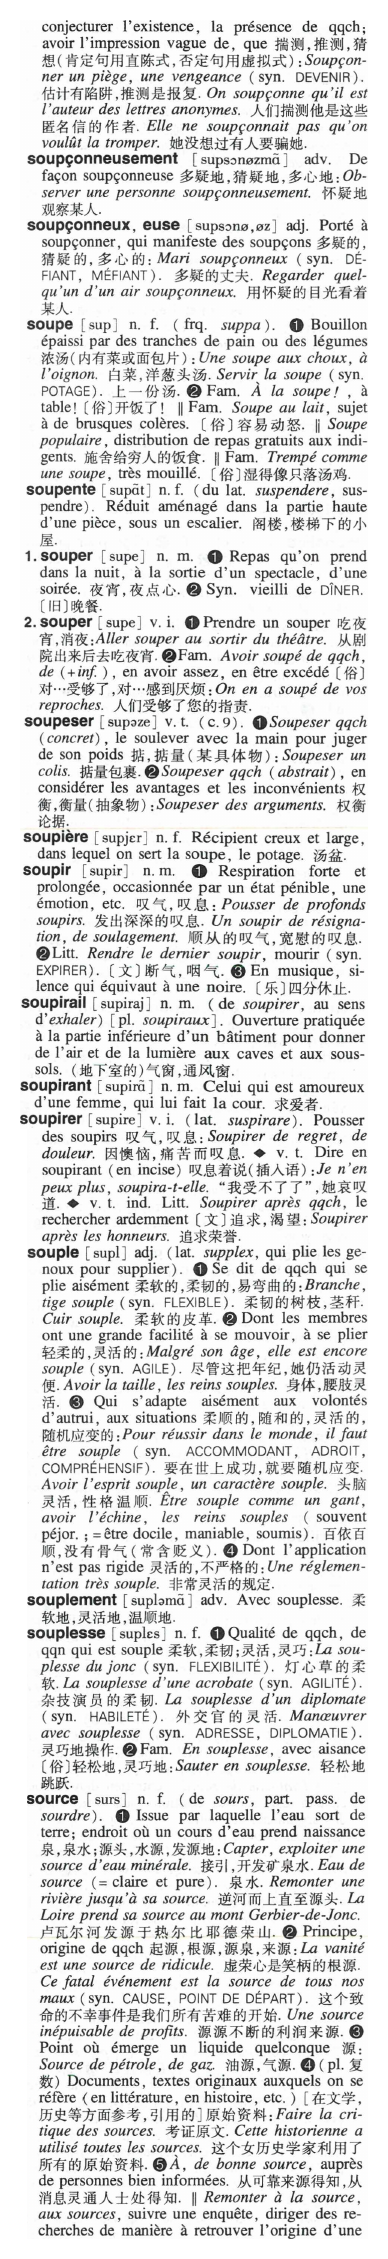 conjecturer l'existence, la présence de qqch;
avoir l'impression vague de, que 揣测,推测,猜
想(肯定句用直陈式,否定句用虚拟式):Soupçon-
ner un piège, une vengeance (syn. DEVENIR).
估计有陷阱,推测是报复. On soupçonne qu'il est
l'auteur des lettres anonymes. 人们揣测他是这些
匿名信的作者. Elle ne soupçonnait pas qu'on
voulût la tromper. 她没想过有人要骗她.
soupçonneusement [supsɔnøzmɑ̃] adv. De
façon soupçonneuse 多疑地,猜疑地,多心地:Ob-
server une personne soupçonneusement. 怀疑地
观察某人.
soupçonneux, euse [supsɔnø,øz] adj. Porté à
soupçonner, qui manifeste des soupçons 多疑的,
猜疑的,多心的: Mari soupçonneux (syn. DÉ-
FIANT, MÉFIANT). 多疑的丈夫. Regarder quel-
qu'un d'un air soupçonneux. 用怀疑的目光看着
某人.
soupe [sup] n. f. (frq. suppa). ❶ Bouillon
épaissi par des tranches de pain ou des légumes
浓汤(内有菜或面包片):Une soupe aux choux, à
l'oignon. 白菜,洋葱头汤. Servir la soupe (syn.
POTAGE). 上一份汤. ❷ Fam. À la soupe!, à
table! [俗]开饭了! ‖ Fam. Soupe au lait, sujet
à de brusques colères. [俗]容易动怒. ‖ Soupe
populaire, distribution de repas gratuits aux indi-
gents. 施舍给穷人的饭食. ‖ Fam. Trempé comme
une soupe, très mouillé. [俗]湿得像只落汤鸡.
soupente [supɑ̃t] n. f. (du lat. suspendere, sus-
pendre). Réduit aménagé dans la partie haute
d'une pièce, sous un escalier. 阁楼,楼梯下的小
屋.
1. souper [supe] n. m. ❶ Repas qu'on prend
dans la nuit, à la sortie d'un spectacle, d'une
soirée. 夜宵,夜点心. ❷ Syn. vieilli de DÎNER.
[旧]晚餐.
2. souper [supe] v. i. ❶ Prendre un souper 吃夜
宵,消夜:Aller souper au sortir du théâtre. 从剧
院出来后去吃夜宵. ❷Fam. Avoir soupé de qqch,
de (+inf.), en avoir assez, en être excédé [俗]
对…受够了,对…感到厌烦:On en a soupé de vos
reproches. 人们受够了您的指责.
soupeser [supəze] v. t. (c. 9). ❶Soupeser qqch
(concret), le soulever avec la main pour juger
de son poids 掂,掂量(某具体物):Soupeser un
colis. 掂量包裹. ❷Soupeser qqch (abstrait), en
considérer les avantages et les inconvénients 权
衡,衡量(抽象物):Soupeser des arguments. 权衡
论据.
soupière [supjɛr] n. f. Récipient creux et large,
dans lequel on sert la soupe, le potage. 汤盆.
soupir [supir] n. m. ❶ Respiration forte et
prolongée, occasionnée par un état pénible, une
émotion, etc. 叹气,叹息: Pousser de profonds
soupirs. 发出深深的叹息. Un soupir de résigna-
tion, de soulagement. 顺从的叹气,宽慰的叹息.
❷Litt. Rendre le dernier soupir, mourir (syn.
EXPIRER). [文]断气,咽气. ❸ En musique, si-
lence qui équivaut à une noire. [乐]四分休止.
soupirail [supiraj] n. m. (de soupirer, au sens
d'exhaler) [pl. soupiraux]. Ouverture pratiquée
à la partie inférieure d'un bâtiment pour donner
de l'air et de la lumière aux caves et aux sous-
sols. (地下室的)气窗,通风窗.
soupirant [supirɑ̃] n. m. Celui qui est amoureux
d'une femme, qui lui fait la cour. 求爱者.
soupirer [supire] v. i. (lat. suspirare). Pousser
des soupirs 叹气,叹息: Soupirer de regret, de
douleur. 因懊恼,痛苦而叹息. ◆ v. t. Dire en
soupirant (en incise) 叹息着说(插入语):Je n'en
peux plus, soupira-t-elle. “我受不了了”,她哀叹
道. ◆ v. t. ind. Litt. Soupirer après qqch, le
rechercher ardemment [文]追求,渴望: Soupirer
après les honneurs. 追求荣誉.
souple [supl] adj. (lat. supplex, qui plie les ge-
noux pour supplier). ❶ Se dit de qqch qui se
plie aisément 柔软的,柔韧的,易弯曲的:Branche,
tige souple (syn. FLEXIBLE). 柔韧的树枝,茎秆.
Cuir souple. 柔软的皮革. ❷ Dont les membres
ont une grande facilité à se mouvoir, à se plier
轻柔的,灵活的: Malgré son âge, elle est encore
souple (syn. AGILE). 尽管这把年纪,她仍活动灵
便. Avoir la taille, les reins souples. 身体,腰肢灵
活. ❸ Qui s'adapte aisément aux volontés
d'autrui, aux situations 柔顺的,随和的,灵活的,
随机应变的:Pour réussir dans le monde, il faut
être souple (syn. ACCOMMODANT, ADROIT,
COMPRÉHENSIF). 要在世上成功,就要随机应变.
Avoir l'esprit souple, un caractère souple. 头脑
灵活,性格温顺. Être souple comme un gant,
avoir l'échine, les reins souples (souvent
péjor.; =être docile, maniable, soumis). 百依百
顺,没有骨气(常含贬义). ❹ Dont l'application
n'est pas rigide 灵活的,不严格的:Une réglemen-
tation très souple. 非常灵活的规定.
souplement [supləmɑ̃] adv. Avec souplesse. 柔
软地,灵活地,温顺地.
souplesse [suplɛs] n. f. ❶Qualité de qqch, de
qqn qui est souple 柔软,柔韧;灵活,灵巧:La sou-
plesse du jonc (syn. FLEXIBILITÉ). 灯心草的柔
软. La souplesse d'une acrobate (syn. AGILITÉ).
杂技演员的柔韧. La souplesse d'un diplomate
(syn. HABILETÉ). 外交官的灵活. Manœuvrer
avec souplesse (syn. ADRESSE, DIPLOMATIE).
灵巧地操作. ❷ Fam. En souplesse, avec aisance
[俗]轻松地,灵巧地: Sauter en souplesse. 轻松地
跳跃.
source [surs] n. f. (de sours, part. pass. de
sourdre). ❶ Issue par laquelle l'eau sort de
terre; endroit où un cours d'eau prend naissance
泉,泉水;源头,水源,发源地:Capter, exploiter une
source d'eau minérale. 接引,开发矿泉水. Eau de
source (= claire et pure). 泉水. Remonter une
rivière jusqu'à sa source. 逆河而上直至源头. La
Loire prend sa source au mont Gerbier-de-Jonc.
卢瓦尔河发源于热尔比耶德荣山. ❷ Principe,
origine de qqch 起源,根源,源泉,来源: La vanité
est une source de ridicule. 虚荣心是笑柄的根源.
Ce fatal événement est la source de tous nos
maux (syn. CAUSE, POINT DE DÉPART). 这个致
命的不幸事件是我们所有苦难的开始. Une source
inépuisable de profits. 源源不断的利润来源. ❸
Point où émerge un liquide quelconque 源:
Source de pétrole, de gaz. 油源,气源. ❹ (pl. 复
数) Documents, textes originaux auxquels on se
réfère (en littérature, en histoire, etc.) [在文学,
历史等方面参考,引用的]原始资料: Faire la cri-
tique des sources. 考证原文. Cette historienne a
utilisé toutes les sources. 这个女历史学家利用了
所有的原始资料. ❺À, de bonne source, auprès
de personnes bien informées. 从可靠来源得知,从
消息灵通人士处得知. ‖ Remonter à la source,
aux sources, suivre une enquête, diriger des re-
cherches de manière à retrouver l'origine d'une